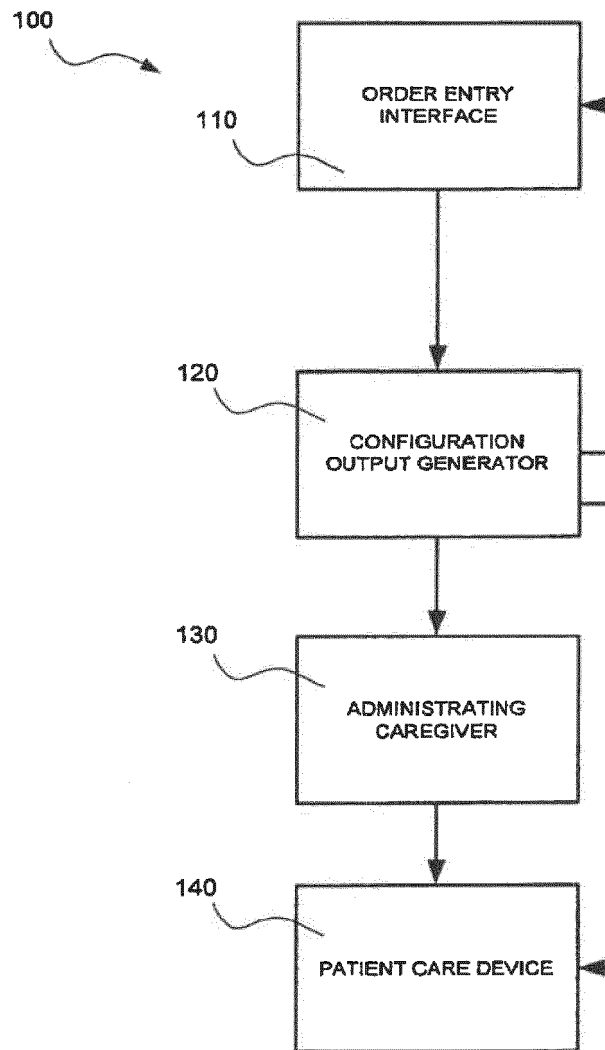 100
ORDER ENTRY
INTERFACE
110
120
CONFIGURATION
OUTPUT GENERATOR
130
ADMINISTRATING
CAREGIVER
140
PATIENT CARE DEVICE